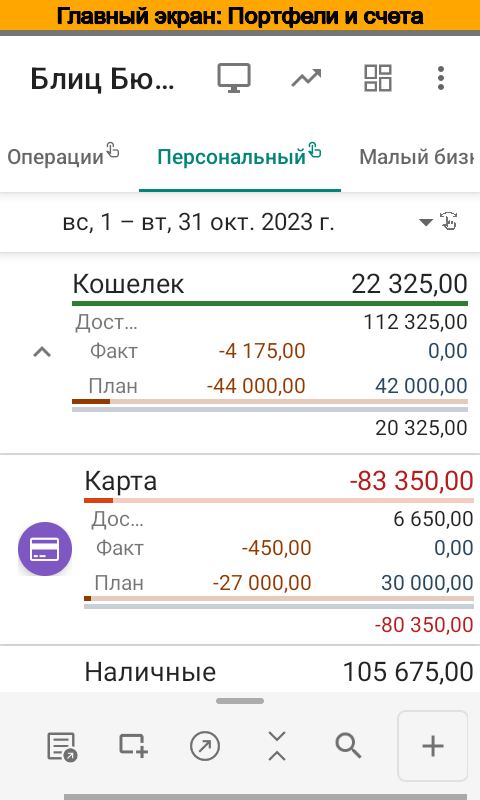 Главный экран: Портфели и счета
Блиц Бю...
Операции Персональный Малый бизн
вс, 1 – вт, 31 окт. 2023 г.
Кошелек 22 325,00
Дост... 112 325,00
Факт -4 175,00 0,00
План -44 000,00 42 000,00
20 325,00
Карта -83 350,00
Дос... 6 650,00
Факт -450,00 0,00
План -27 000,00 30 000,00
-80 350,00
Наличные 105 675,00